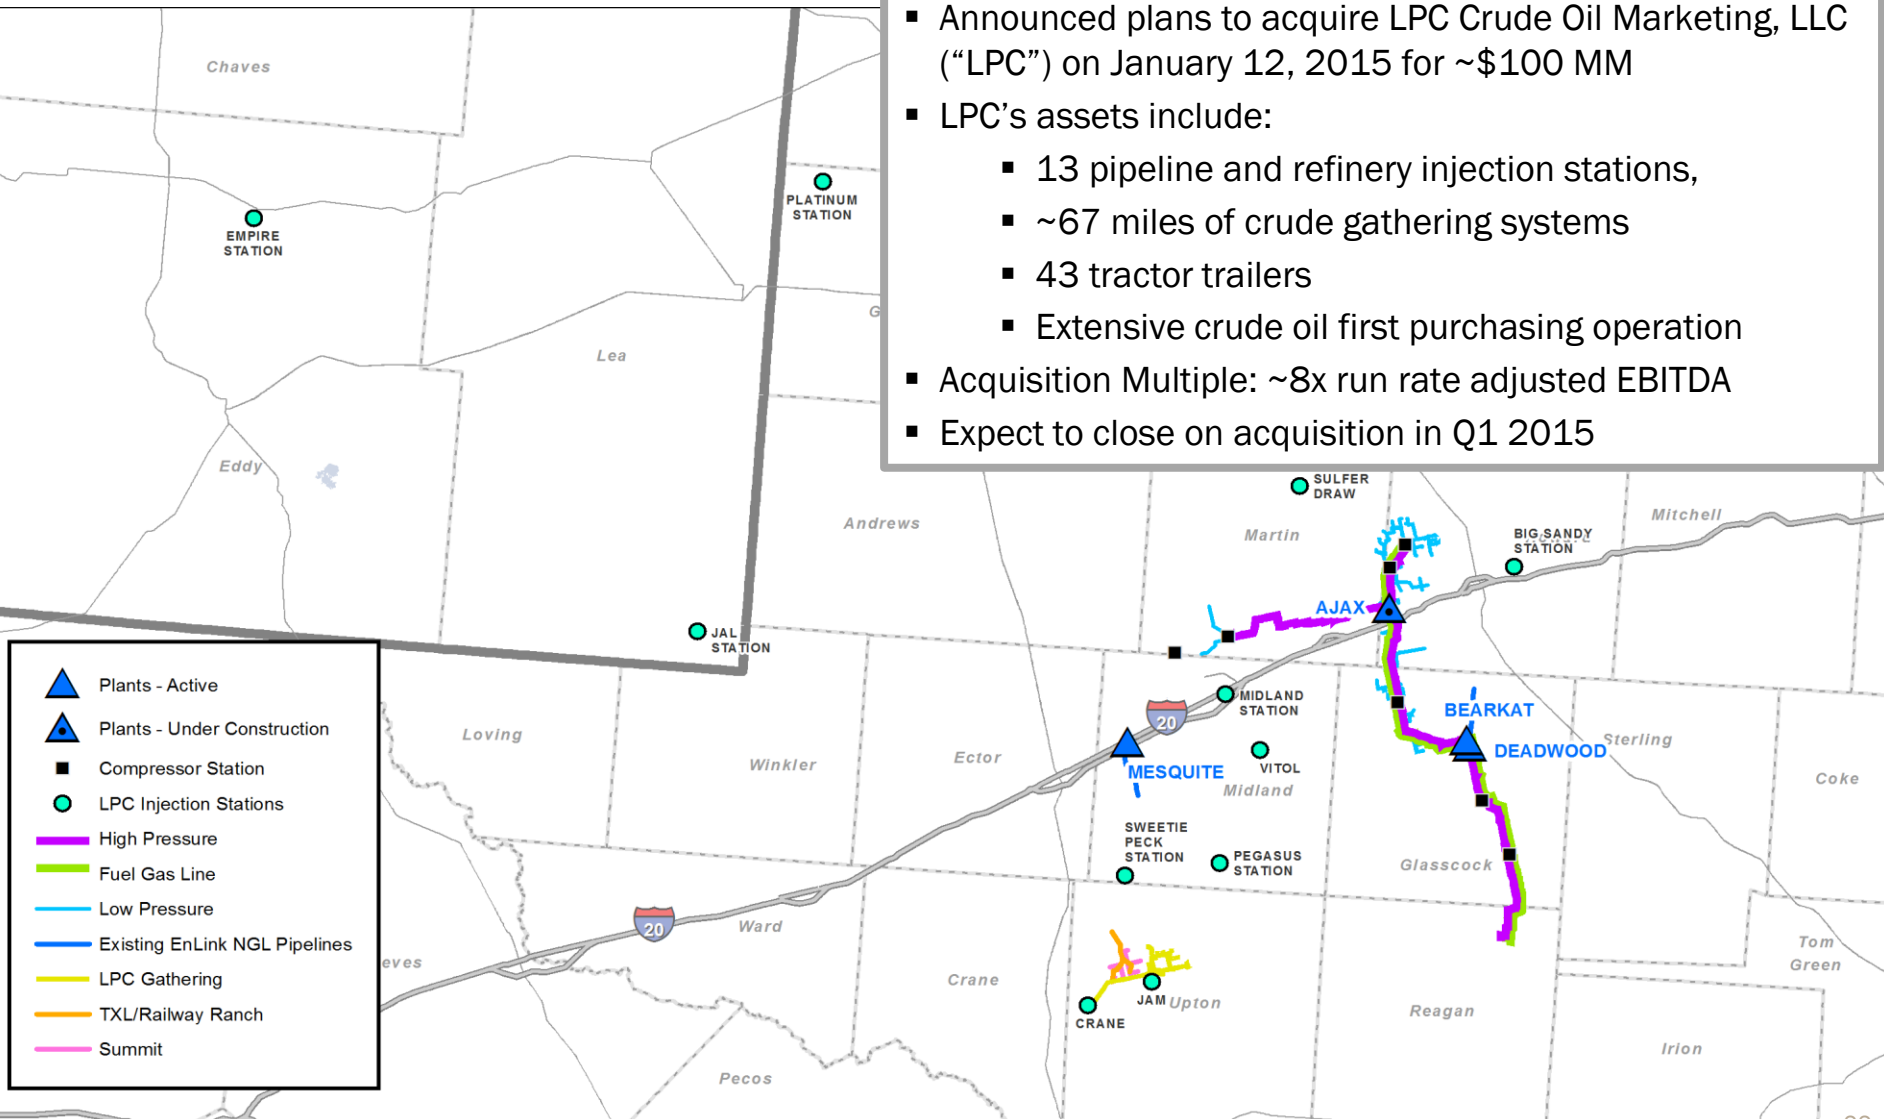 ▪ Announced plans to acquire LPC Crude Oil Marketing, LLC
(“LPC”) on January 12, 2015 for ~$100 MM
▪ LPC’s assets include:
▪ 13 pipeline and refinery injection stations,
▪ ~67 miles of crude gathering systems
▪ 43 tractor trailers
▪ Extensive crude oil first purchasing operation
▪ Acquisition Multiple: ~8x run rate adjusted EBITDA
▪ Expect to close on acquisition in Q1 2015
Chaves
PLATINUM
STATION
EMPIRE
STATION
G
Lea
Eddy
SULFER
DRAW
Andrews
Martin
Mitchell
BIG SANDY
STATION
AJAX
JAL
STATION
MIDLAND
STATION
20
BEARKAT
DEADWOOD
Sterling
Loving
Winkler
Ector
MESQUITE
VITOL
Midland
Coke
SWEETIE
PECK
STATION
PEGASUS
STATION
Glasscock
20
Ward
eves
Crane
JAM
Upton
CRANE
Reagan
Tom
Green
Irion
Pecos
Plants - Active
Plants - Under Construction
Compressor Station
LPC Injection Stations
High Pressure
Fuel Gas Line
Low Pressure
Existing EnLink NGL Pipelines
LPC Gathering
TXL/Railway Ranch
Summit